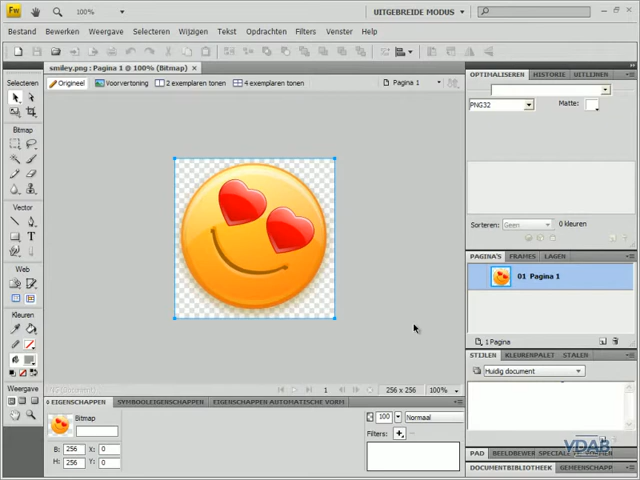 Fw 100% UITGEBREIDE MODUS
Bestand Bewerken Weergave Selecteren Wijzigen Tekst Opdrachten Filters Venster Help
smiley.png : Pagina 1 @ 100% (Bitmap) ×
Origineel Voorvertoning 2 exemplaren tonen 4 exemplaren tonen Pagina 1
Selecteren
Bitmap
Vector
Web
Kleuren
Weergave
OPTIMALISEREN HISTORIE UITLIJNEN
PNG32 Matte:
Sorteren: Geen 0 kleuren
PAGINA'S FRAMES LAGEN
01 Pagina 1
1 Pagina
STIJLEN KLEURENPALET STALEN
Huidig document
1 256 x 256 100%
EIGENSCHAPPEN SYMBOOLEIGENSCHAPPEN EIGENSCHAPPEN AUTOMATISCHE VORM
Bitmap
100 Normaal
Filters:
B: 256 X: 0
H: 256 Y: 0
VDAB
PAD BEELDBEWER SPECIALE
DOCUMENTBIBLIOTHEEK GEMEENSCHAPP